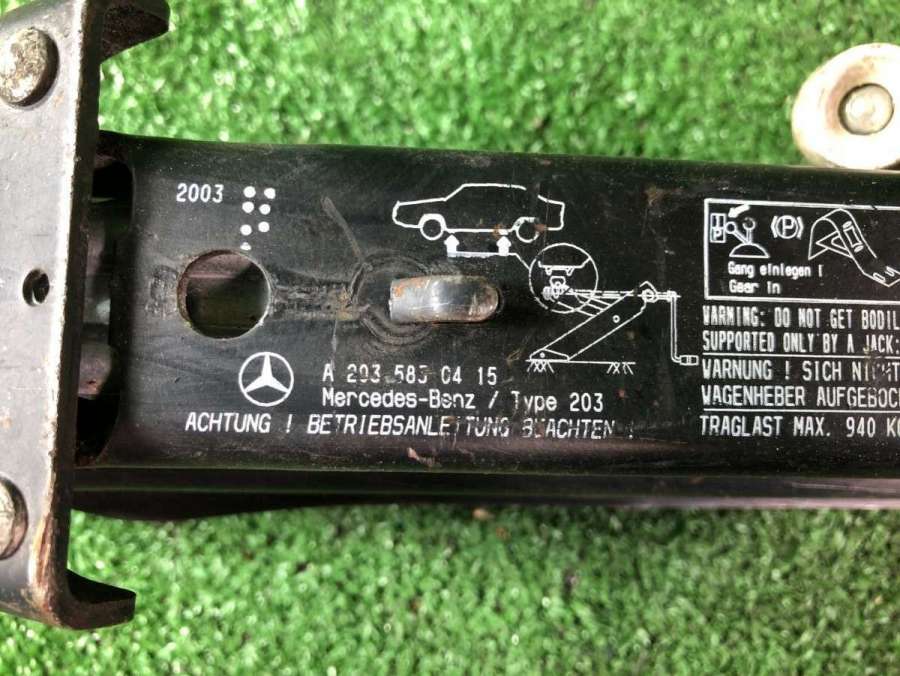 2003
P
(P)
Gang einlegen !
Gear in
WARNING: DO NOT GET BODIL
SUPPORTED ONLY BY A JACK:
WARNUNG ! SICH NICHT
WAGENHEBER AUFGEBOC
TRAGLAST MAX. 940 K
A 203 583 04 15
Mercedes-Benz / Type 203
ACHTUNG ! BETRIEBSANLEITUNG BEACHTEN !